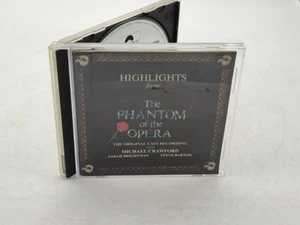 HIGHLIGHTS
from
The
PHANTOM
of the
OPERA
THE ORIGINAL CAST RECORDING
MICHAEL CRAWFORD
SARAH BRIGHTMAN STEVE BARTON